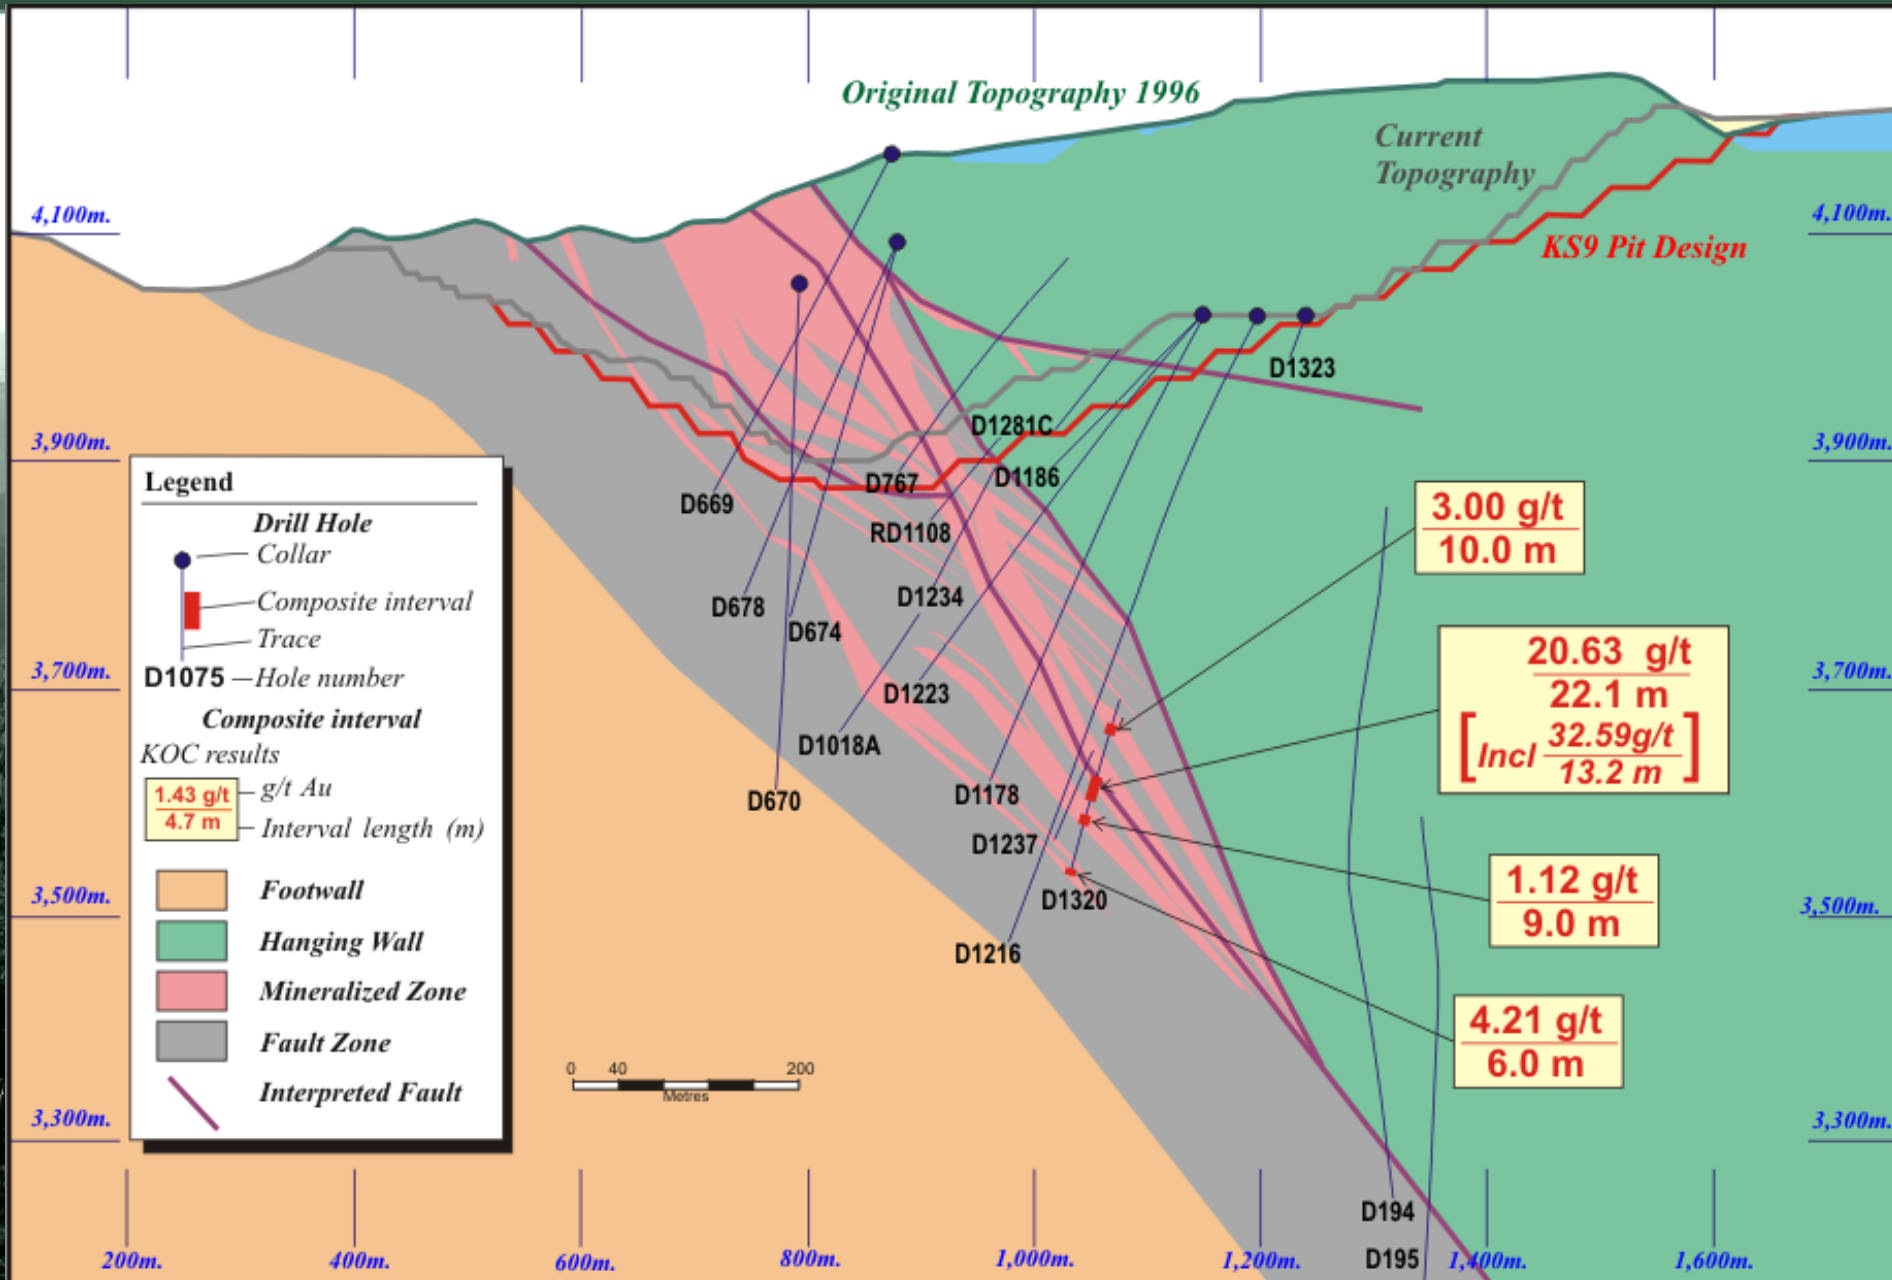 Original Topography 1996
Current
Topography
KS9 Pit Design
4,100m.
4,100m.
3,900m.
3,900m.
3,700m.
3,700m.
3,500m.
3,500m.
3,300m.
3,300m.
D1323
D1281C
D767
D1186
D669
RD1108
D678
D1234
D674
D1223
D1018A
D670
D1178
D1237
D1320
D1216
D194
D195
3.00 g/t
10.0 m
20.63 g/t
22.1 m
[Incl 32.59g/t
13.2 m]
1.12 g/t
9.0 m
4.21 g/t
6.0 m
Legend
Drill Hole
Collar
Composite interval
Trace
D1075 — Hole number
Composite interval
KOC results
1.43 g/t
4.7 m
g/t Au
Interval length (m)
Footwall
Hanging Wall
Mineralized Zone
Fault Zone
Interpreted Fault
0 40 200
Metres
200m. 400m. 600m. 800m. 1,000m. 1,200m. 1,400m. 1,600m.